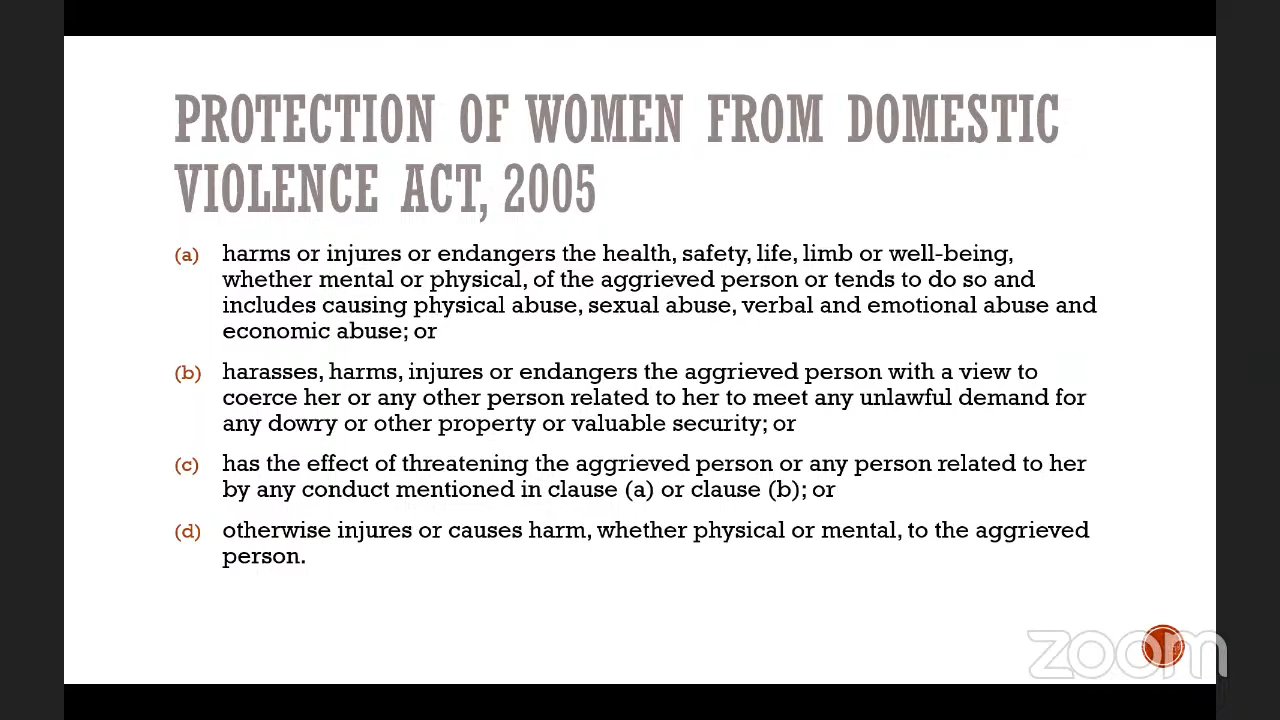 PROTECTION OF WOMEN FROM DOMESTIC
VIOLENCE ACT, 2005
(a) harms or injures or endangers the health, safety, life, limb or well-being,
whether mental or physical, of the aggrieved person or tends to do so and
includes causing physical abuse, sexual abuse, verbal and emotional abuse and
economic abuse; or
(b) harasses, harms, injures or endangers the aggrieved person with a view to
coerce her or any other person related to her to meet any unlawful demand for
any dowry or other property or valuable security; or
(c) has the effect of threatening the aggrieved person or any person related to her
by any conduct mentioned in clause (a) or clause (b); or
(d) otherwise injures or causes harm, whether physical or mental, to the aggrieved
person.
zoom